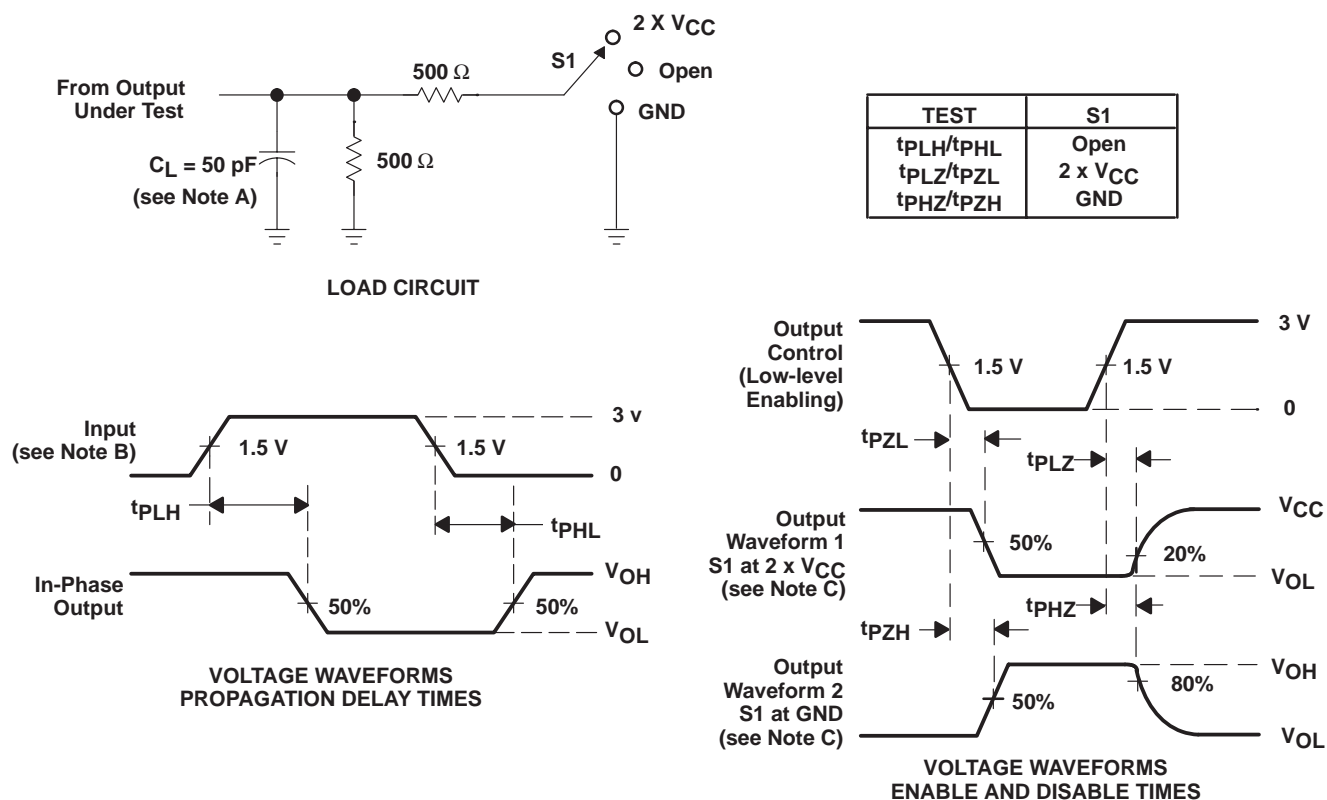 2 X VCC
S1
Open
GND
500 Ω
From Output
Under Test
CL = 50 pF
(see Note A)
500 Ω
LOAD CIRCUIT
TEST S1
tPLH/tPHL Open
tPLZ/tPZL 2 x VCC
tPHZ/tPZH GND
Input
(see Note B)
1.5 V
1.5 V
3 v
0
tPLH
tPHL
In-Phase
Output
50%
50%
VOH
VOL
VOLTAGE WAVEFORMS
PROPAGATION DELAY TIMES
Output
Control
(Low-level
Enabling)
1.5 V
1.5 V
3 V
0
tPZL
tPLZ
Output
Waveform 1
S1 at 2 x VCC
(see Note C)
50%
20%
VCC
VOL
tPZH
tPHZ
Output
Waveform 2
S1 at GND
(see Note C)
50%
80%
VOH
VOL
VOLTAGE WAVEFORMS
ENABLE AND DISABLE TIMES